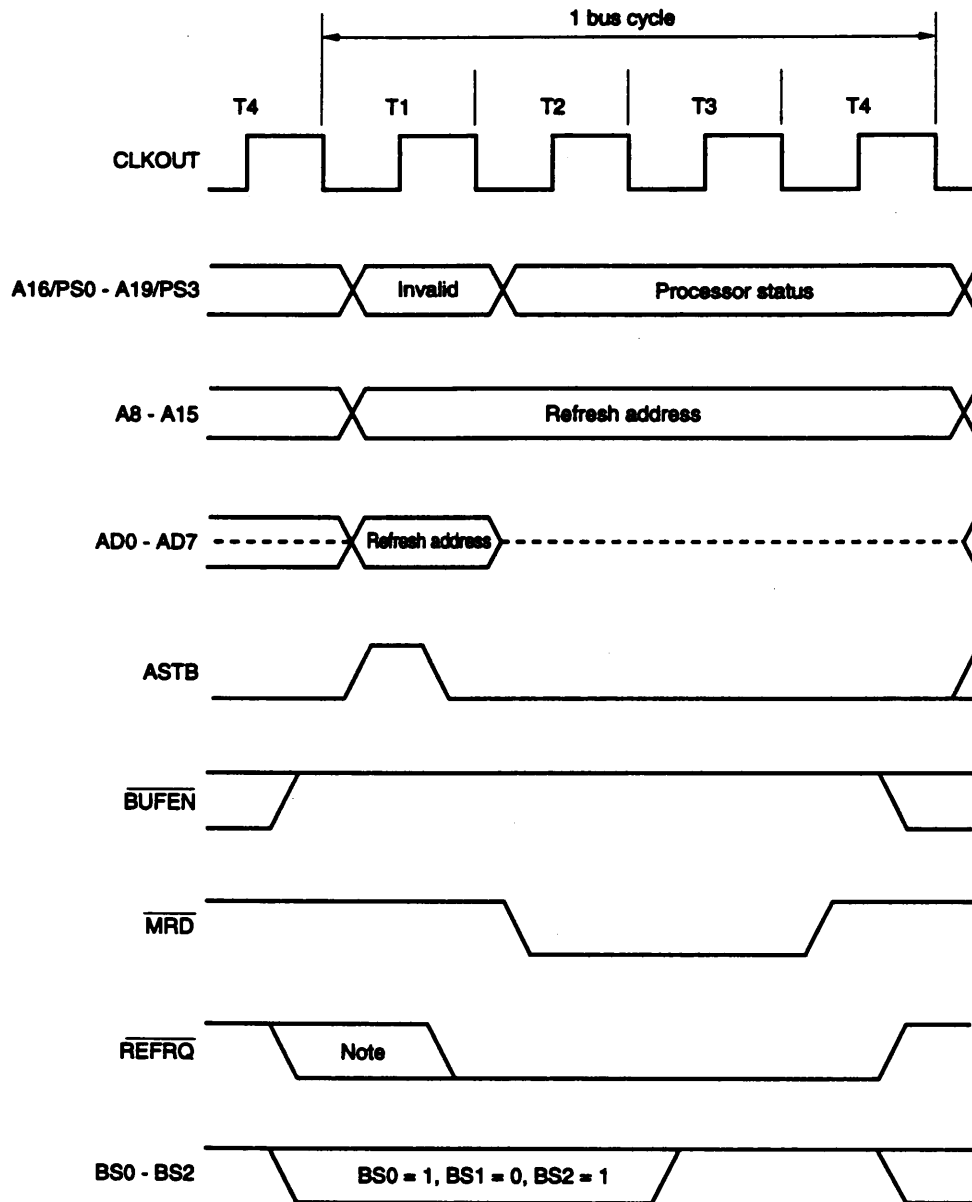 1 bus cycle
T4 T1 T2 T3 T4
CLKOUT
A16/PS0 - A19/PS3 Invalid Processor status
A8 - A15 Refresh address
AD0 - AD7 Refresh address
ASTB
BUFEN
MRD
REFRQ Note
BS0 - BS2 BS0 = 1, BS1 = 0, BS2 = 1